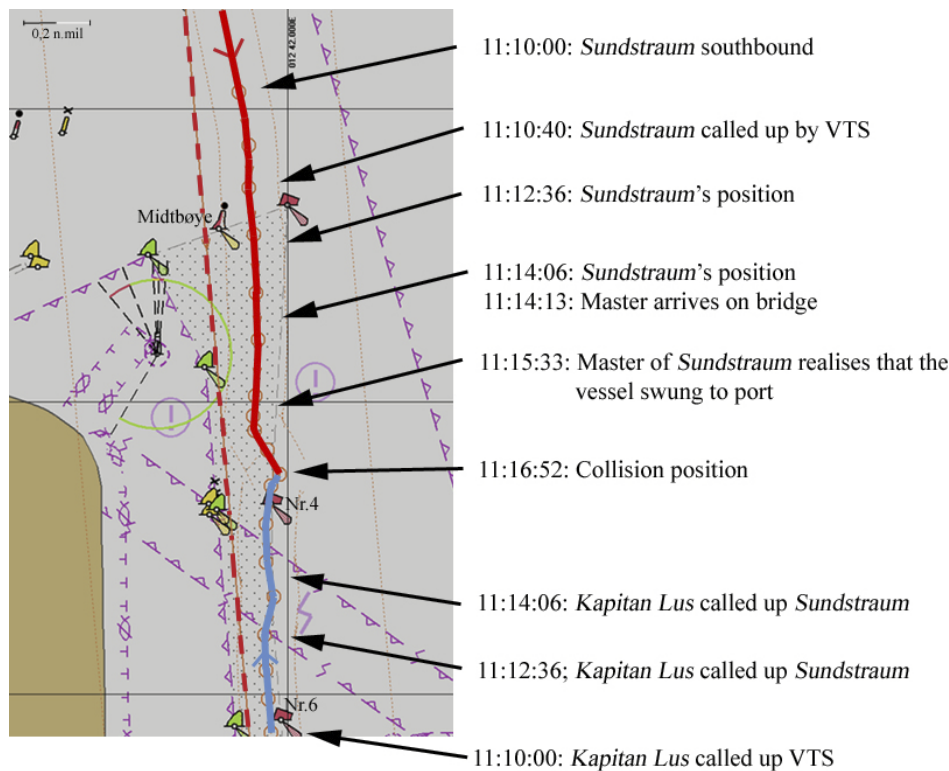 0,2 n.mil
012 42.000E
11:10:00: Sundstraum southbound
11:10:40: Sundstraum called up by VTS
11:12:36: Sundstraum's position
Midtbøye
11:14:06: Sundstraum's position
11:14:13: Master arrives on bridge
11:15:33: Master of Sundstraum realises that the
vessel swung to port
11:16:52: Collision position
Nr.4
11:14:06: Kapitan Lus called up Sundstraum
11:12:36; Kapitan Lus called up Sundstraum
Nr.6
11:10:00: Kapitan Lus called up VTS